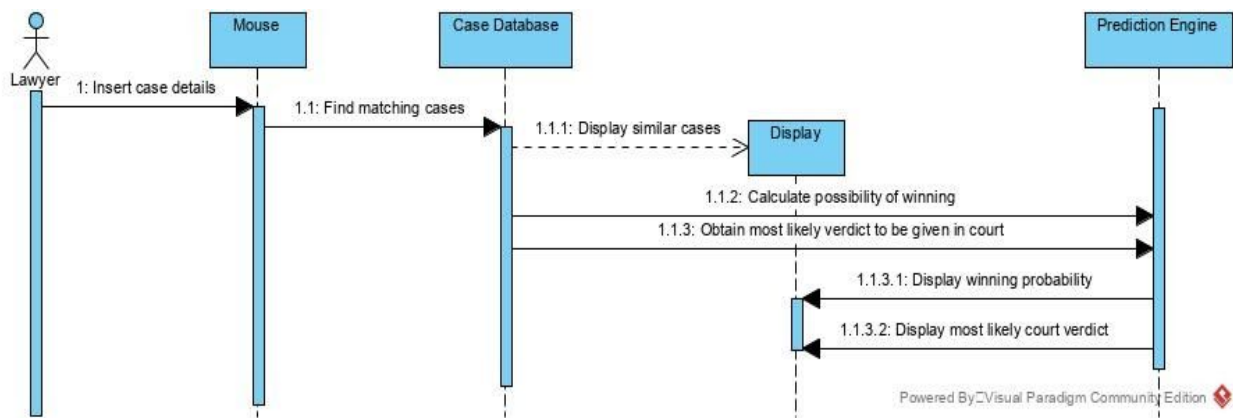 Mouse
Case Database
Prediction Engine
Lawyer
1: Insert case details
1.1: Find matching cases
1.1.1: Display similar cases
Display
1.1.2: Calculate possibility of winning
1.1.3: Obtain most likely verdict to be given in court
1.1.3.1: Display winning probability
1.1.3.2: Display most likely court verdict
Powered By Visual Paradigm Community Edition